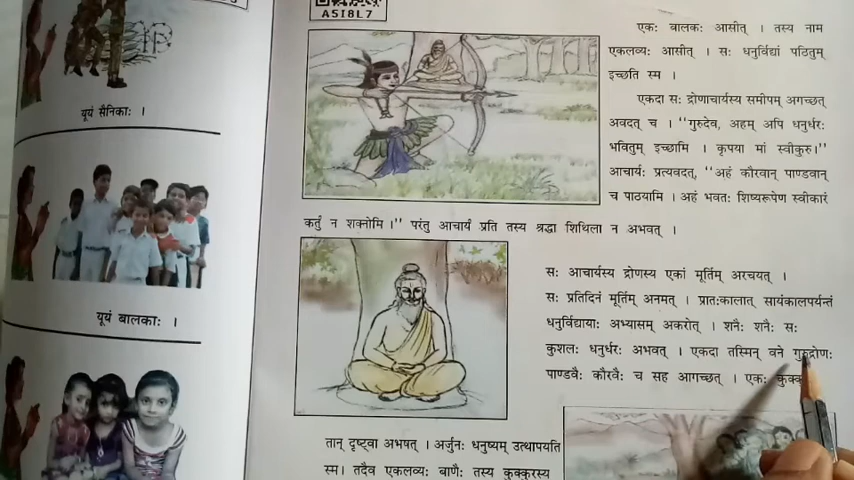 यूयं सैनिकाः ।
यूयं बालकाः ।
A5I8L7
एकः बालकः आसीत् । तस्य नाम
एकलव्यः आसीत् । सः धनुर्विद्यां पठितुम्
इच्छति स्म ।
एकदा सः द्रोणाचार्यस्य समीपम् अगच्छत्
अवदत् च । "गुरुदेव, अहम् अपि धनुर्धरः
भवितुम् इच्छामि । कृपया मां स्वीकुरु।"
आचार्यः प्रत्यवदत्, "अहं कौरवान् पाण्डवान्
च पाठयामि । अहं भवतः शिष्यरूपेण स्वीकारं
कर्तुं न शक्नोमि ।" परंतु आचार्यं प्रति तस्य श्रद्धा शिथिला न अभवत् ।
सः आचार्यस्य द्रोणस्य एकां मूर्तिम् अरचयत् ।
सः प्रतिदिनं मूर्तिम् अनमत् । प्रातःकालात् सायंकालपर्यन्तं
धनुर्विद्यायाः अभ्यासम् अकरोत् । शनैः शनैः सः
कुशलः धनुर्धरः अभवत् । एकदा तस्मिन् वने गुरुद्रोणः
पाण्डवैः कौरवैः च सह आगच्छत् । एकः
तान् दृष्ट्वा अभषत् । अर्जुनः धनुष्यम् उत्थापयति
स्म। तदैव एकलव्यः बाणैः तस्य कुक्कुरस्य